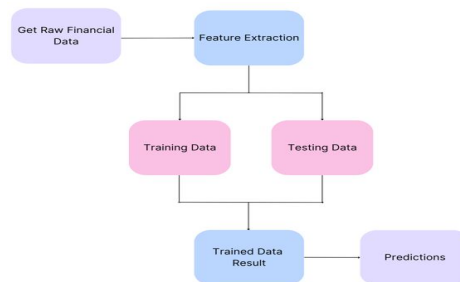 Get Raw Financial
Data
Feature Extraction
Training Data
Testing Data
Trained Data
Result
Predictions